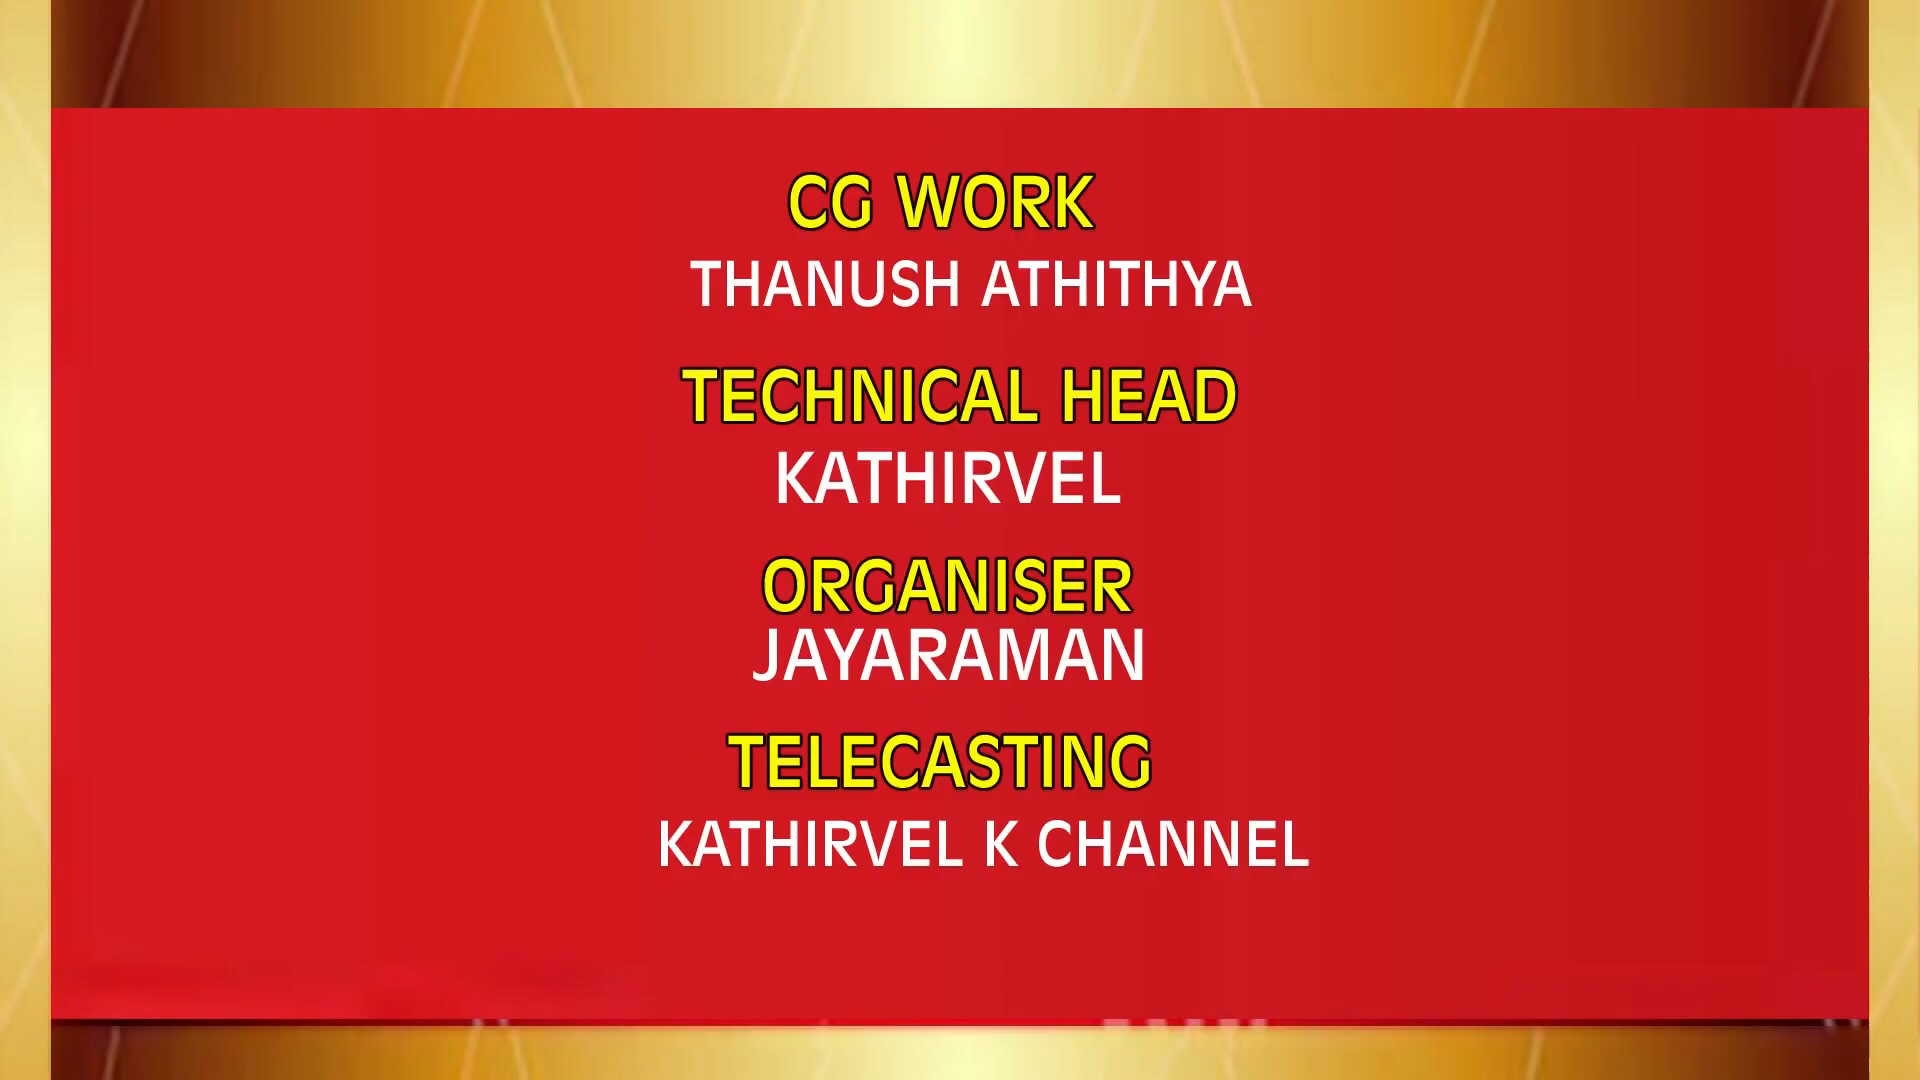 CG WORK
THANUSH ATHITHYA
TECHNICAL HEAD
KATHIRVEL
ORGANISER
JAYARAMAN
TELECASTING
KATHIRVEL K CHANNEL